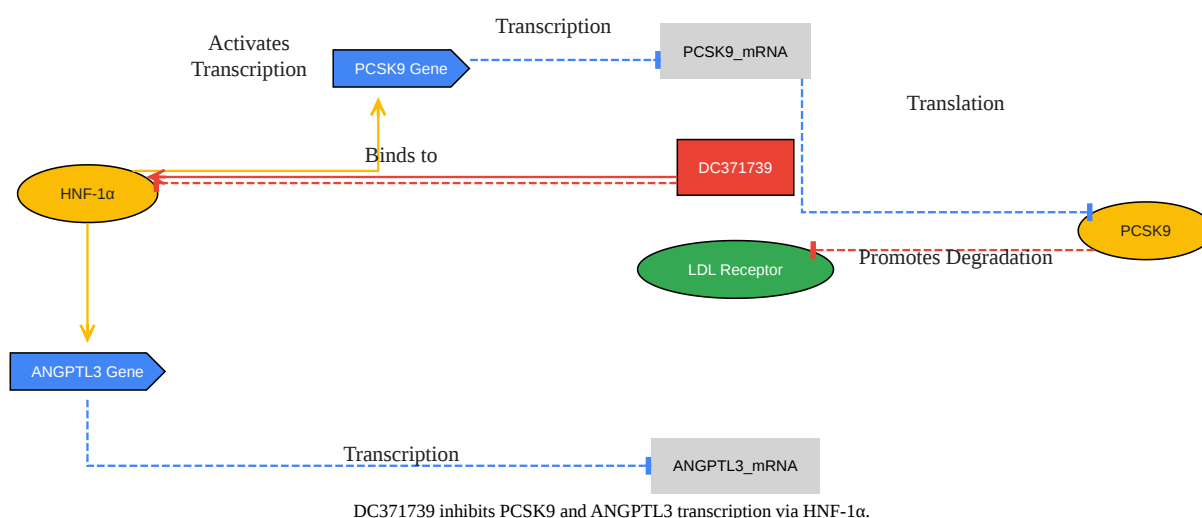 Transcription
Activates
Transcription
PCSK9 Gene
PCSK9_mRNA
Translation
Binds to
DC371739
HNF-1α
PCSK9
Promotes Degradation
LDL Receptor
ANGPTL3 Gene
Transcription
ANGPTL3_mRNA
DC371739 inhibits PCSK9 and ANGPTL3 transcription via HNF-1α.